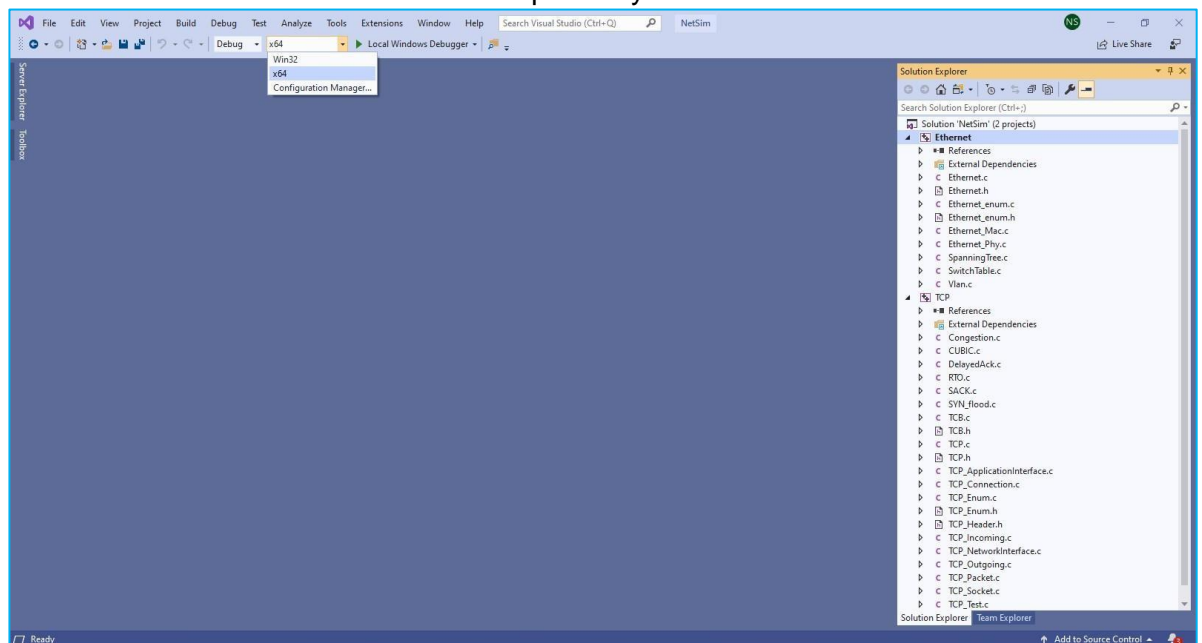 File Edit View Project Build Debug Test Analyze Tools Extensions Window Help Search Visual Studio (Ctrl+Q) NetSim NS
Debug x64 Local Windows Debugger Live Share
Win32
x64
Configuration Manager...
Server Explorer
Toolbox
Solution Explorer
Search Solution Explorer (Ctrl+;)
Solution 'NetSim' (2 projects)
Ethernet
References
External Dependencies
Ethernet.c
Ethernet.h
Ethernet_enum.c
Ethernet_enum.h
Ethernet_Mac.c
Ethernet_Phy.c
SpanningTree.c
SwitchTable.c
Vlan.c
TCP
References
External Dependencies
Congestion.c
CUBIC.c
DelayedAck.c
RTO.c
SACK.c
SYN_flood.c
TCB.c
TCB.h
TCP.c
TCP.h
TCP_ApplicationInterface.c
TCP_Connection.c
TCP_Enum.c
TCP_Enum.h
TCP_Header.h
TCP_Incoming.c
TCP_NetworkInterface.c
TCP_Outgoing.c
TCP_Packet.c
TCP_Socket.c
TCP_Test.c
Solution Explorer Team Explorer
Ready Add to Source Control